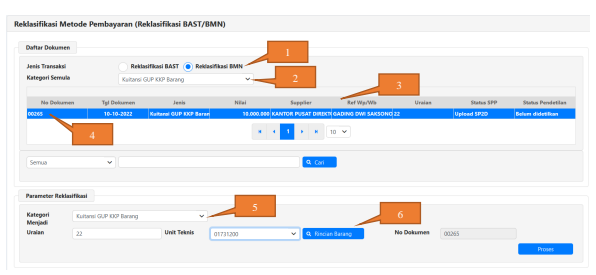 Reklasifikasi Metode Pembayaran (Reklasifikasi BAST/BMN)
Daftar Dokumen
Jenis Transaksi Reklasifikasi BAST Reklasifikasi BMN
1
Kategori Semula Kuitansi GUP KKP Barang
2
3
No Dokumen Tgl Dokumen Jenis Nilai Supplier Ref Wp/Wb Uraian Status SPP Status Pendetilan
00265 10-10-2022 Kuitansi GUP KKP Baran 10.000.000 KANTOR PUSAT DIREKT GADING DWI SAKSONO 22 Upload SP2D Belum didetilkan
4
1 10
Semua Cari
Parameter Reklasifikasi
Kategori Menjadi Kuitansi GUP KKP Barang
5
6
Uraian 22 Unit Teknis 01731200 Rincian Barang No Dokumen 00265
Proses